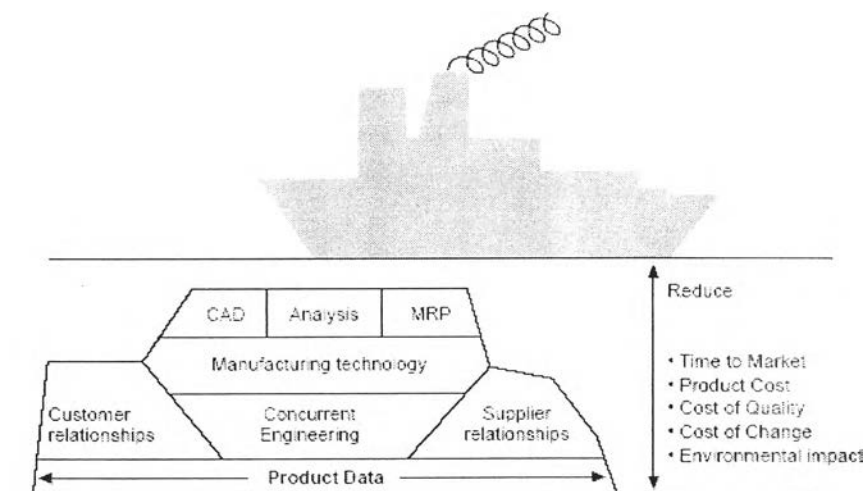 CAD
Analysis
MRP
Manufacturing technology
Customer
relationships
Concurrent
Engineering
Supplier
relationships
Product Data
Reduce
• Time to Market
• Product Cost
• Cost of Quality
• Cost of Change
• Environmental impact